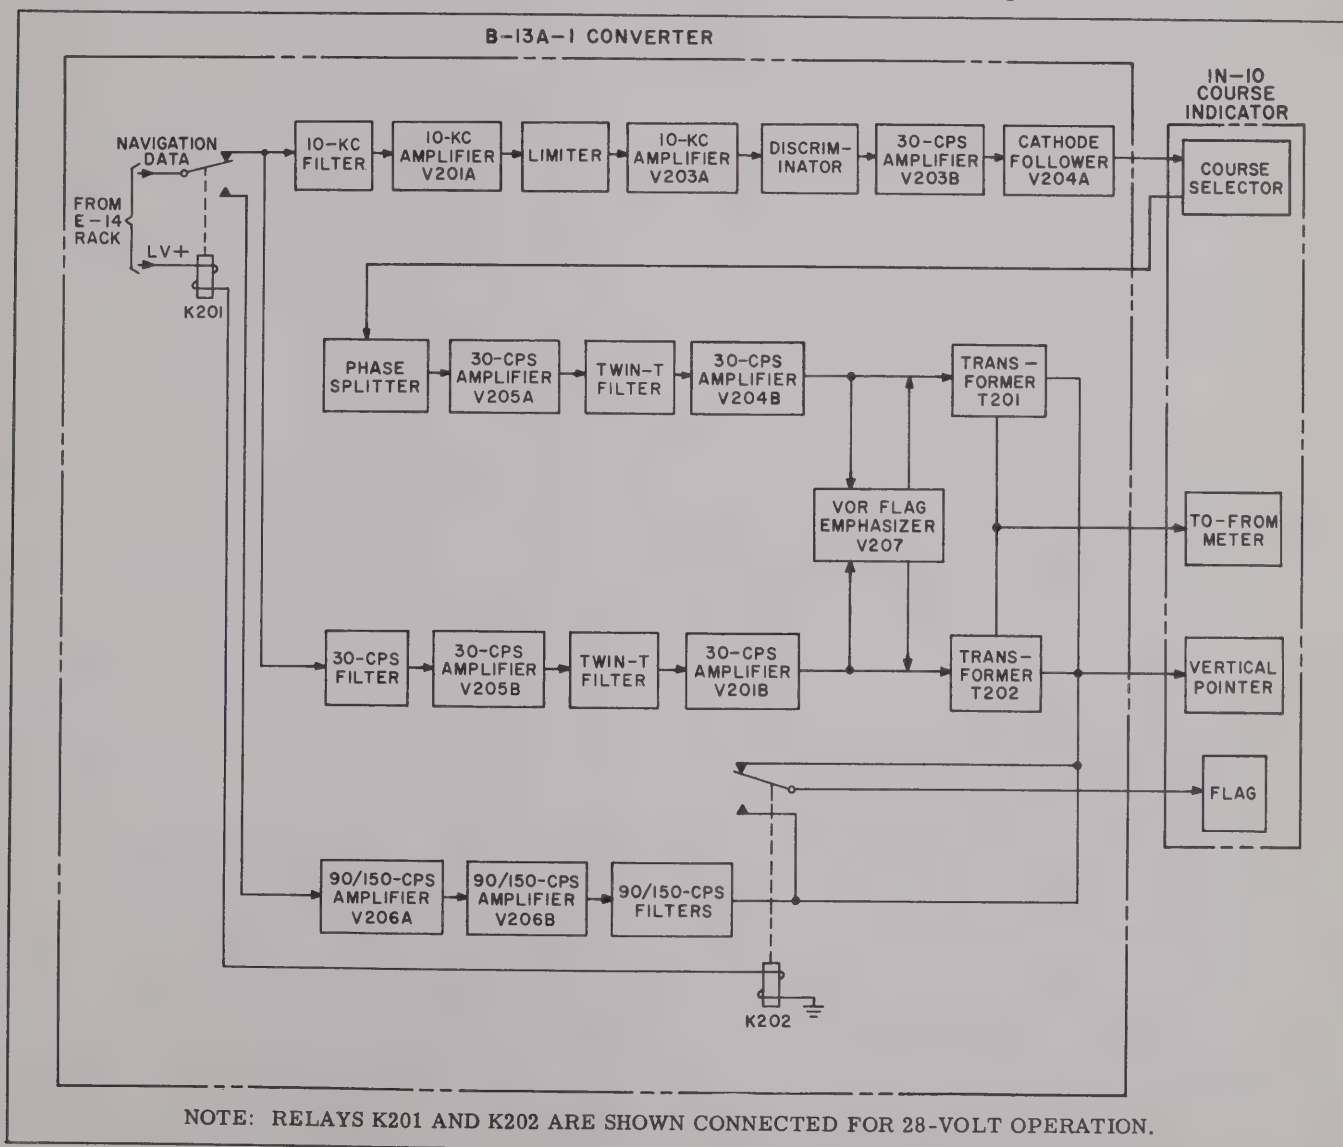 B-13A-1 CONVERTER
IN-10
COURSE
INDICATOR
NAVIGATION
DATA
FROM
E-14
RACK
LV+
K201
10-KC
FILTER
10-KC
AMPLIFIER
V201A
LIMITER
10-KC
AMPLIFIER
V203A
DISCRIM-
INATOR
30-CPS
AMPLIFIER
V203B
CATHODE
FOLLOWER
V204A
COURSE
SELECTOR
PHASE
SPLITTER
30-CPS
AMPLIFIER
V205A
TWIN-T
FILTER
30-CPS
AMPLIFIER
V204B
TRANS-
FORMER
T201
VOR FLAG
EMPHASIZER
V207
TO-FROM
METER
30-CPS
FILTER
30-CPS
AMPLIFIER
V205B
TWIN-T
FILTER
30-CPS
AMPLIFIER
V201B
TRANS-
FORMER
T202
VERTICAL
POINTER
FLAG
90/150-CPS
AMPLIFIER
V206A
90/150-CPS
AMPLIFIER
V206B
90/150-CPS
FILTERS
K202
NOTE: RELAYS K201 AND K202 ARE SHOWN CONNECTED FOR 28-VOLT OPERATION.